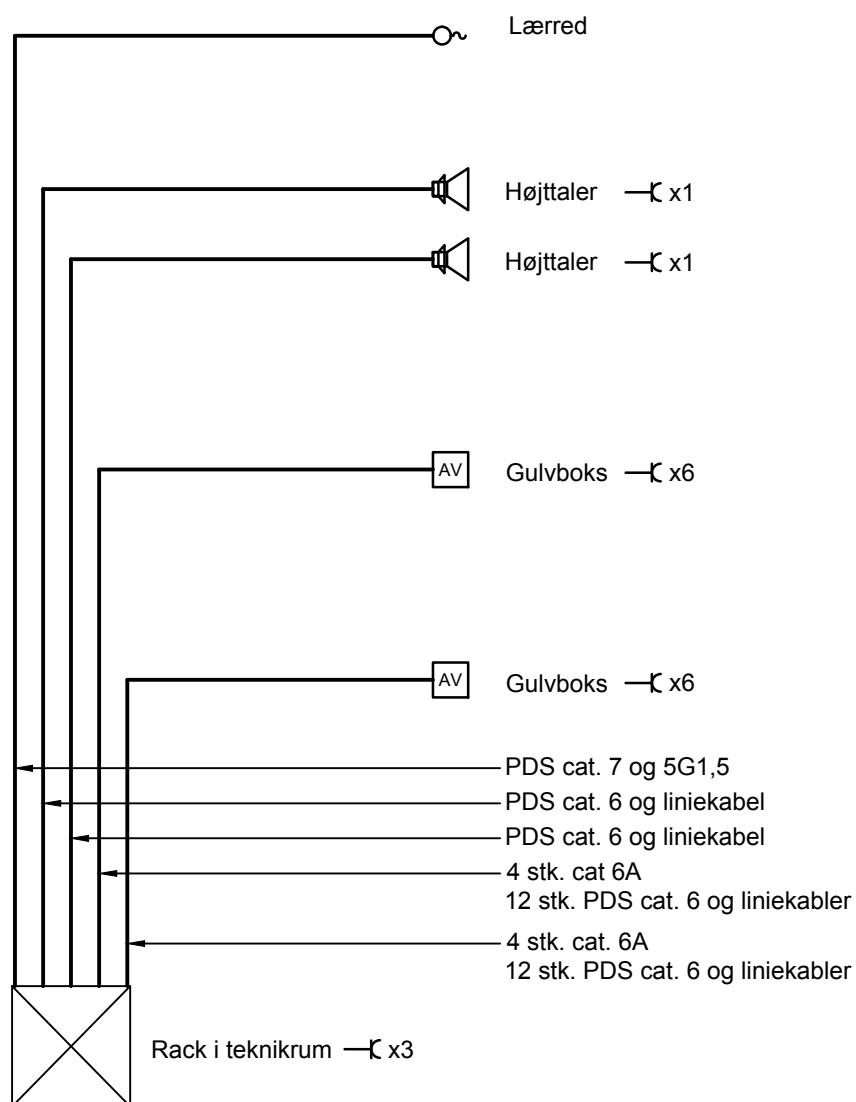 Lærred
Højttaler x1
Højttaler x1
AV Gulvboks x6
AV Gulvboks x6
PDS cat. 7 og 5G1,5
PDS cat. 6 og liniekabel
PDS cat. 6 og liniekabel
4 stk. cat 6A
12 stk. PDS cat. 6 og liniekabler
4 stk. cat. 6A
12 stk. PDS cat. 6 og liniekabler
Rack i teknikrum x3